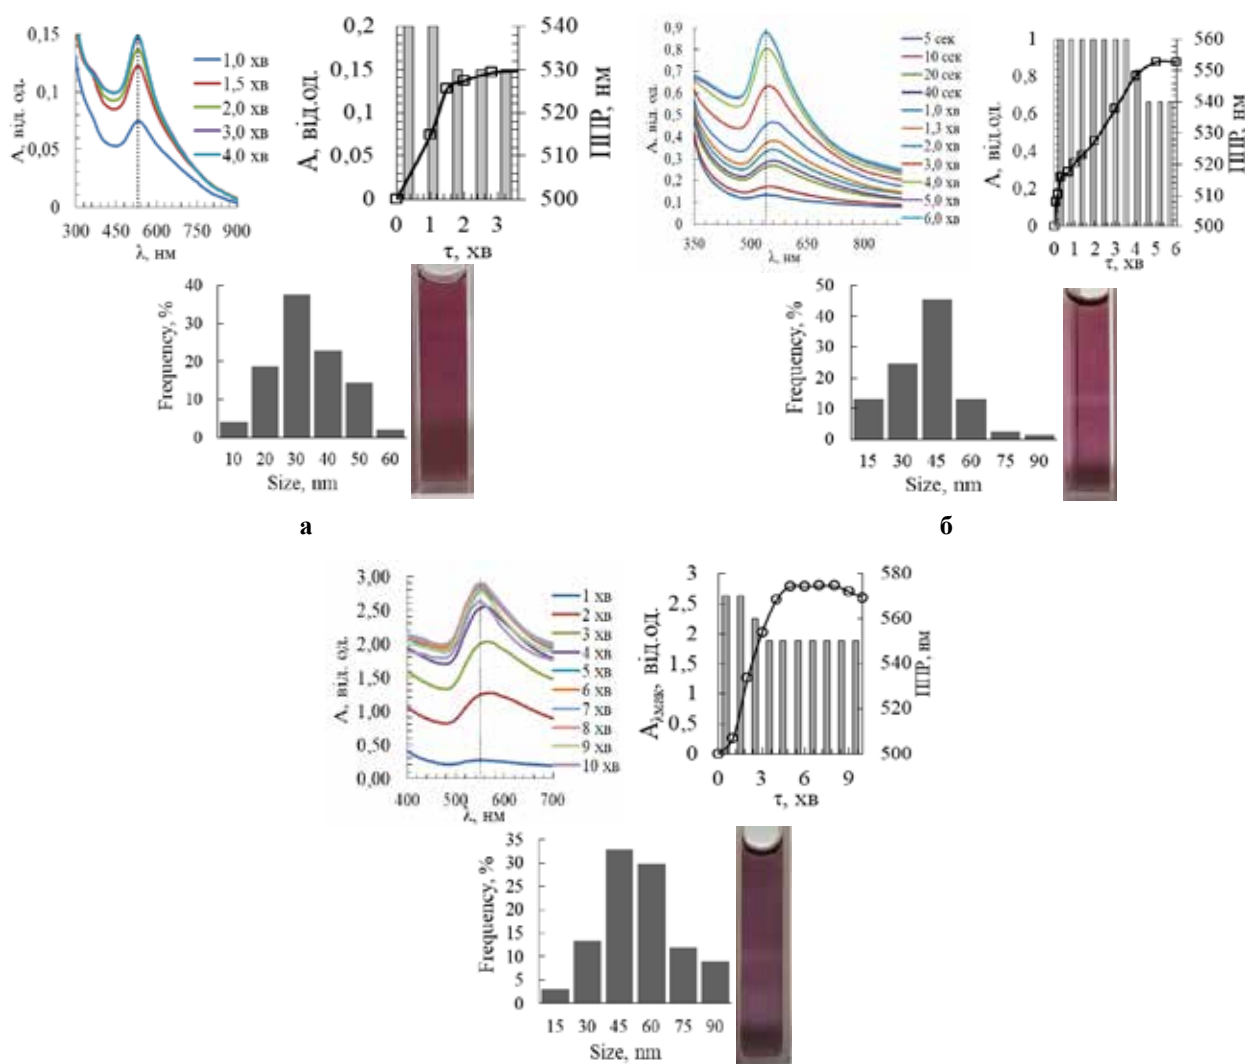 А, від. од.
0,15
0,1
0,05
0
300 450 600 750 900
λ, нм
1,0 хв
1,5 хв
2,0 хв
3,0 хв
4,0 хв
А, від.од.
0,2
0,15
0,1
0,05
0
0 1 2 3
τ, хв
540
530
520
510
500
ППР, нм
А, від. од.
0,9
0,8
0,7
0,6
0,5
0,4
0,3
0,2
0,1
0
350 500 650 800
λ, нм
5 сек
10 сек
20 сек
40 сек
1,0 хв
1,3 хв
2,0 хв
3,0 хв
4,0 хв
5,0 хв
6,0 хв
А, від.од
1
0,8
0,6
0,4
0,2
0
0 1 2 3 4 5 6
τ, хв
560
550
540
530
520
510
500
ППР, нм
Frequency, %
40
30
20
10
0
10 20 30 40 50 60
Size, nm
Frequency, %
50
40
30
20
10
0
15 30 45 60 75 90
Size, nm
а
б
А, від. од.
3,00
2,50
2,00
1,50
1,00
0,50
0,00
400 500 600 700
λ, нм
1 хв
2 хв
3 хв
4 хв
5 хв
6 хв
7 хв
8 хв
9 хв
10 хв
Аλмак, від.од.
3
2,5
2
1,5
1
0,5
0
0 3 6 9
τ, хв
580
560
540
520
500
ППР, нм
Frequency, %
35
30
25
20
15
10
5
0
15 30 45 60 75 90
Size, nm